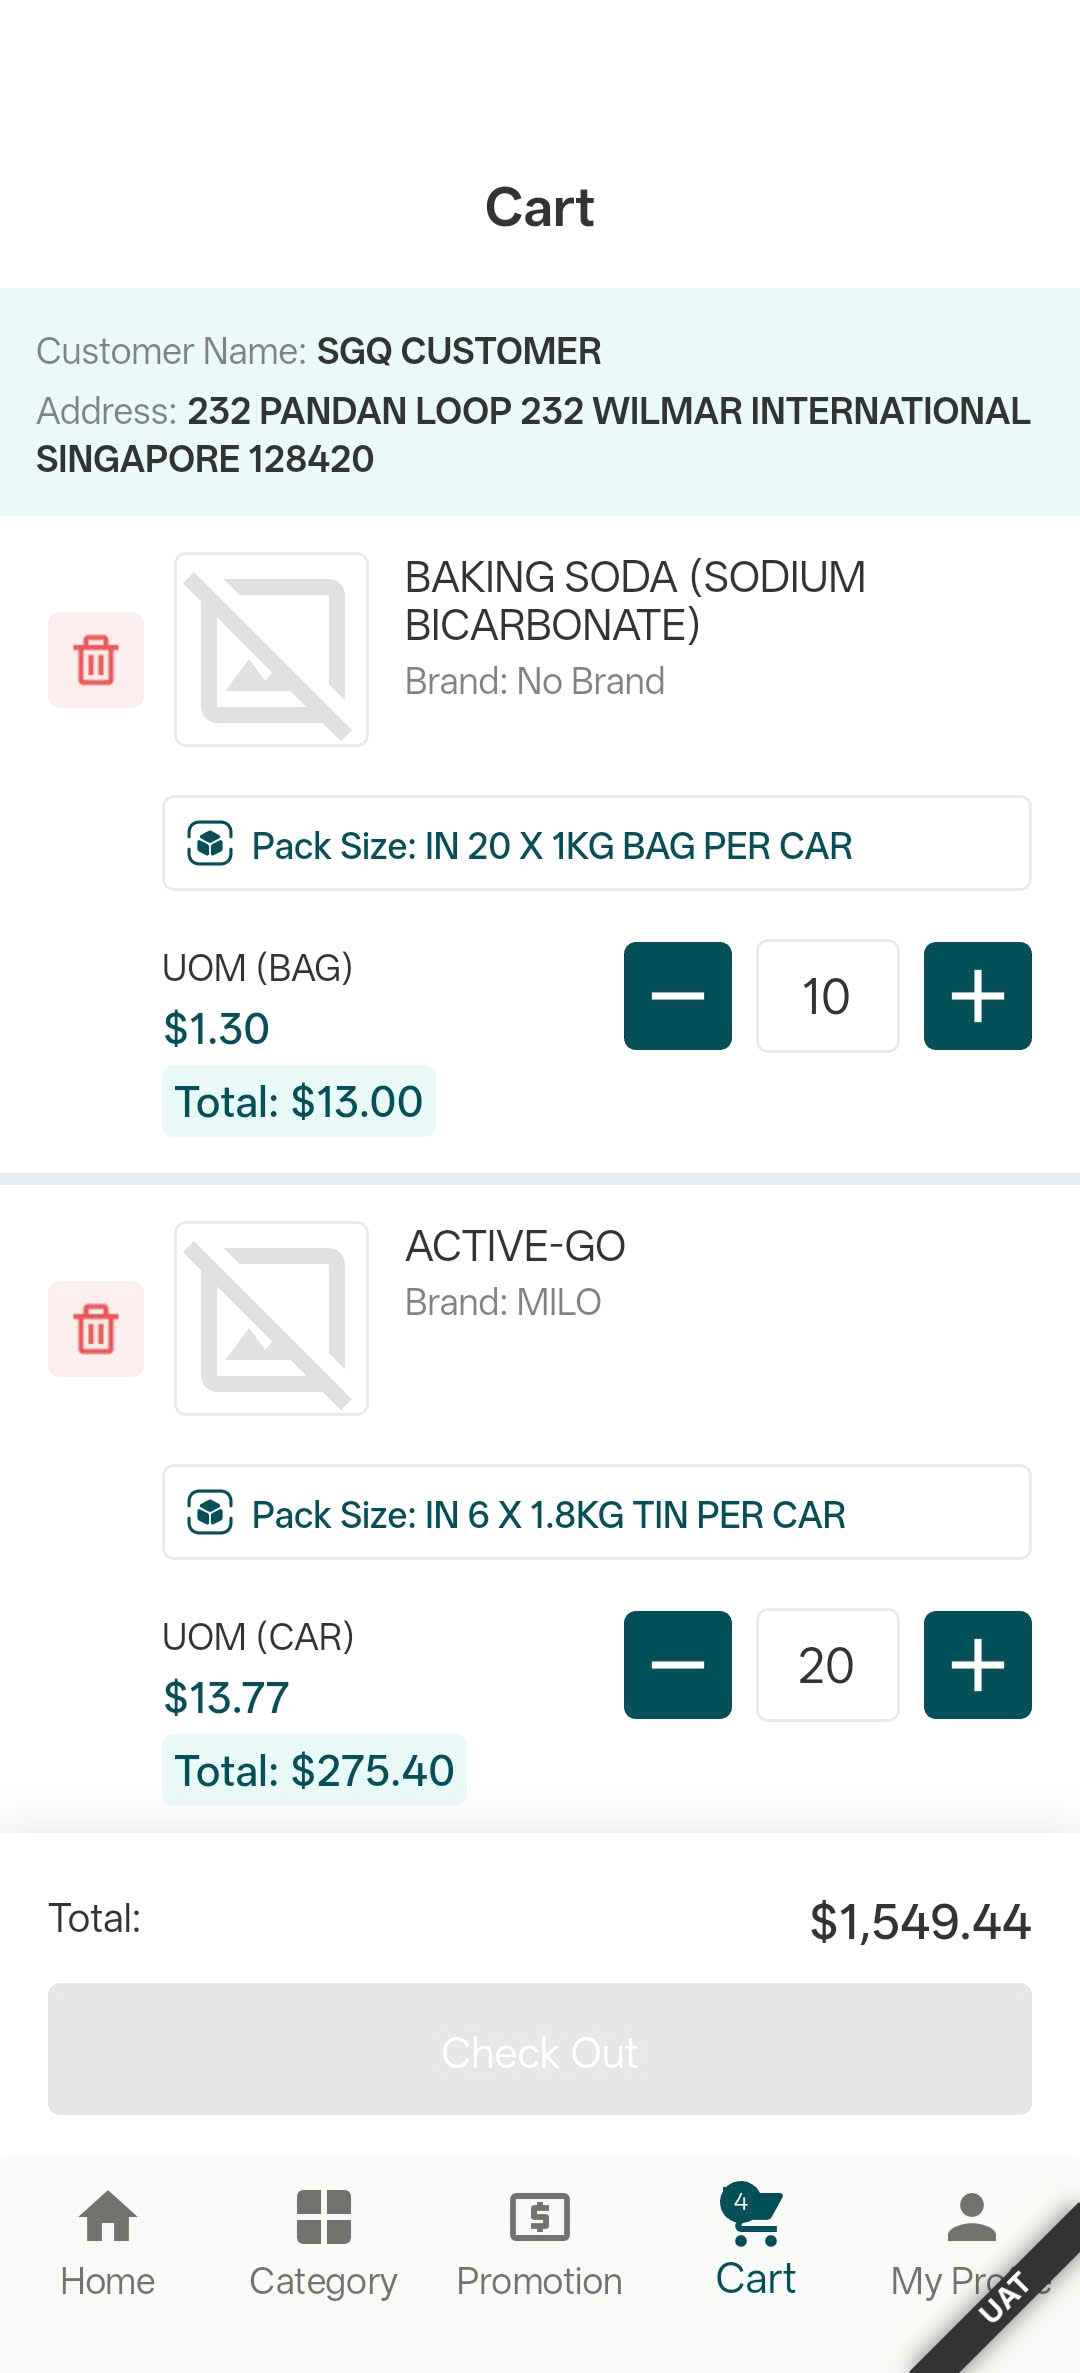 Cart
Customer Name: SGQ CUSTOMER
Address: 232 PANDAN LOOP 232 WILMAR INTERNATIONAL
SINGAPORE 128420
BAKING SODA (SODIUM
BICARBONATE)
Brand: No Brand
Pack Size: IN 20 X 1KG BAG PER CAR
UOM (BAG)
$1.30
10
Total: $13.00
ACTIVE-GO
Brand: MILO
Pack Size: IN 6 X 1.8KG TIN PER CAR
UOM (CAR)
$13.77
20
Total: $275.40
Total:
$1,549.44
Check Out
4
Home
Category
Promotion
Cart
My
UAT